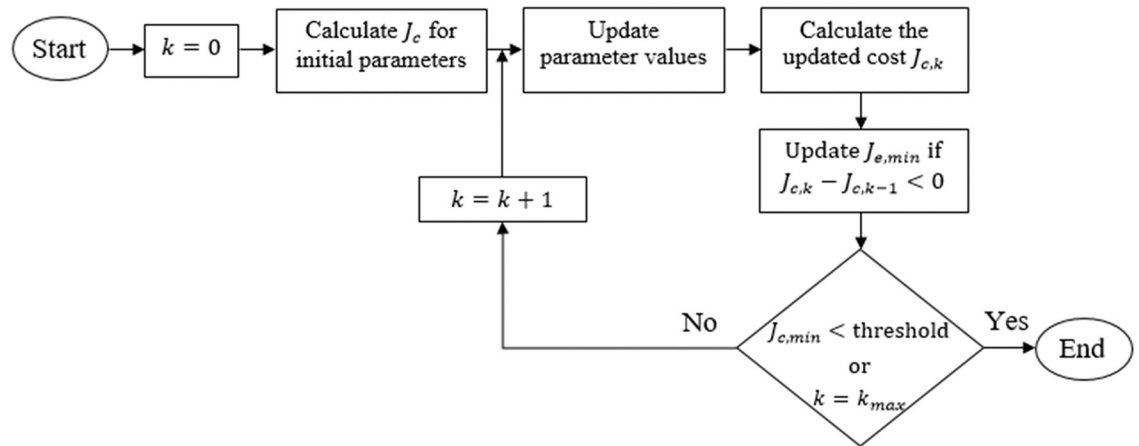 Start
k = 0
Calculate J_c for
initial parameters
Update
parameter values
Calculate the
updated cost J_{c,k}
Update J_{e,min} if
J_{c,k} − J_{c,k−1} < 0
k = k + 1
No
J_{c,min} < threshold
or
k = k_{max}
Yes
End